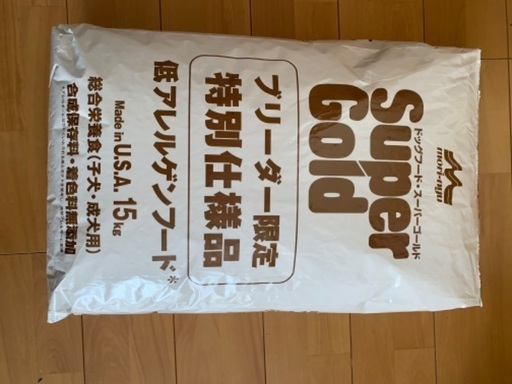 mori-nyu
ドッグフード・スーパーゴールド
Super
Gold
ブリーダー限定
特別仕様品
低アレルゲンフード*
Made in U.S.A. 15kg
総合栄養食(子犬・成犬用)
合成保存料・着色料無添加